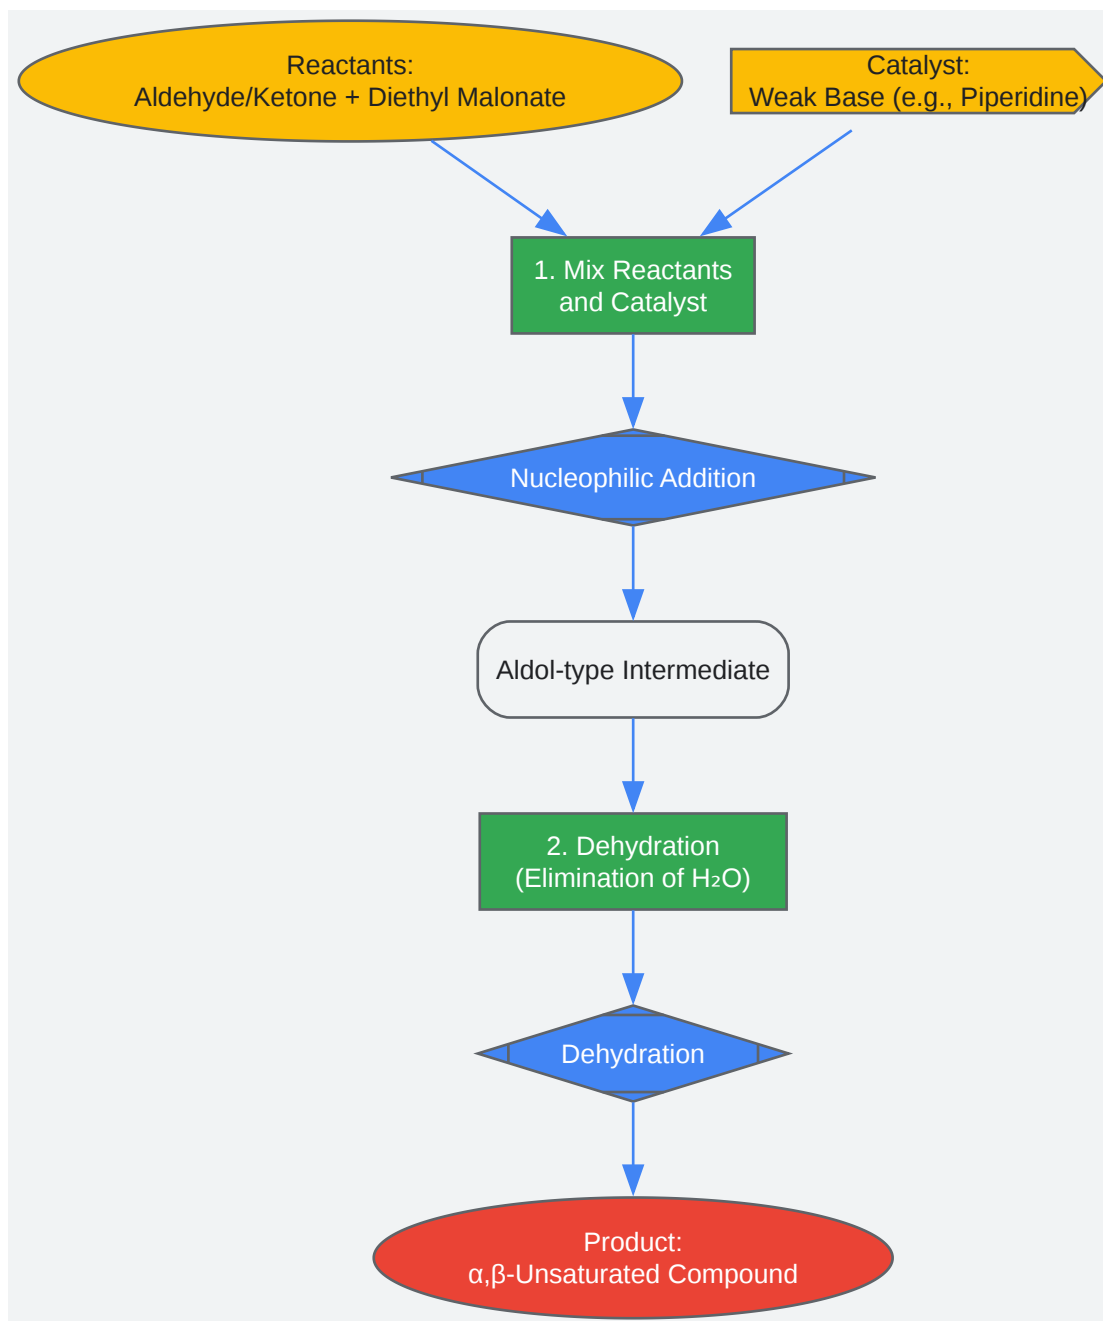 Reactants:
Aldehyde/Ketone + Diethyl Malonate
Catalyst:
Weak Base (e.g., Piperidine)
1. Mix Reactants
and Catalyst
Nucleophilic Addition
Aldol-type Intermediate
2. Dehydration
(Elimination of H₂O)
Dehydration
Product:
α,β-Unsaturated Compound